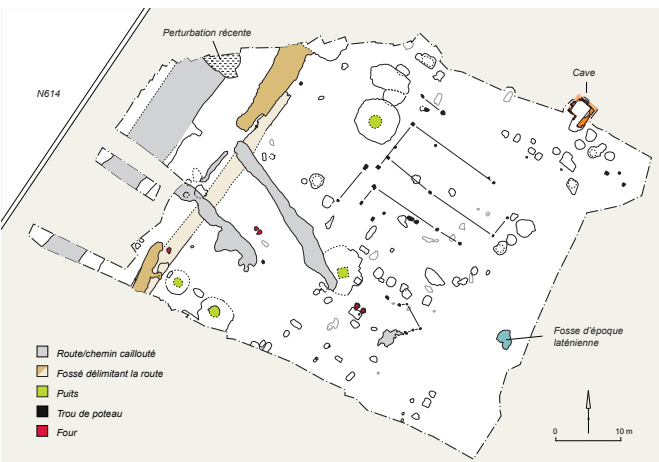 Perturbation récente
N614
Cave
Fosse d'époque
laténienne
Route/chemin caillouté
Fossé délimitant la route
Puits
Trou de poteau
Four
0
10 m